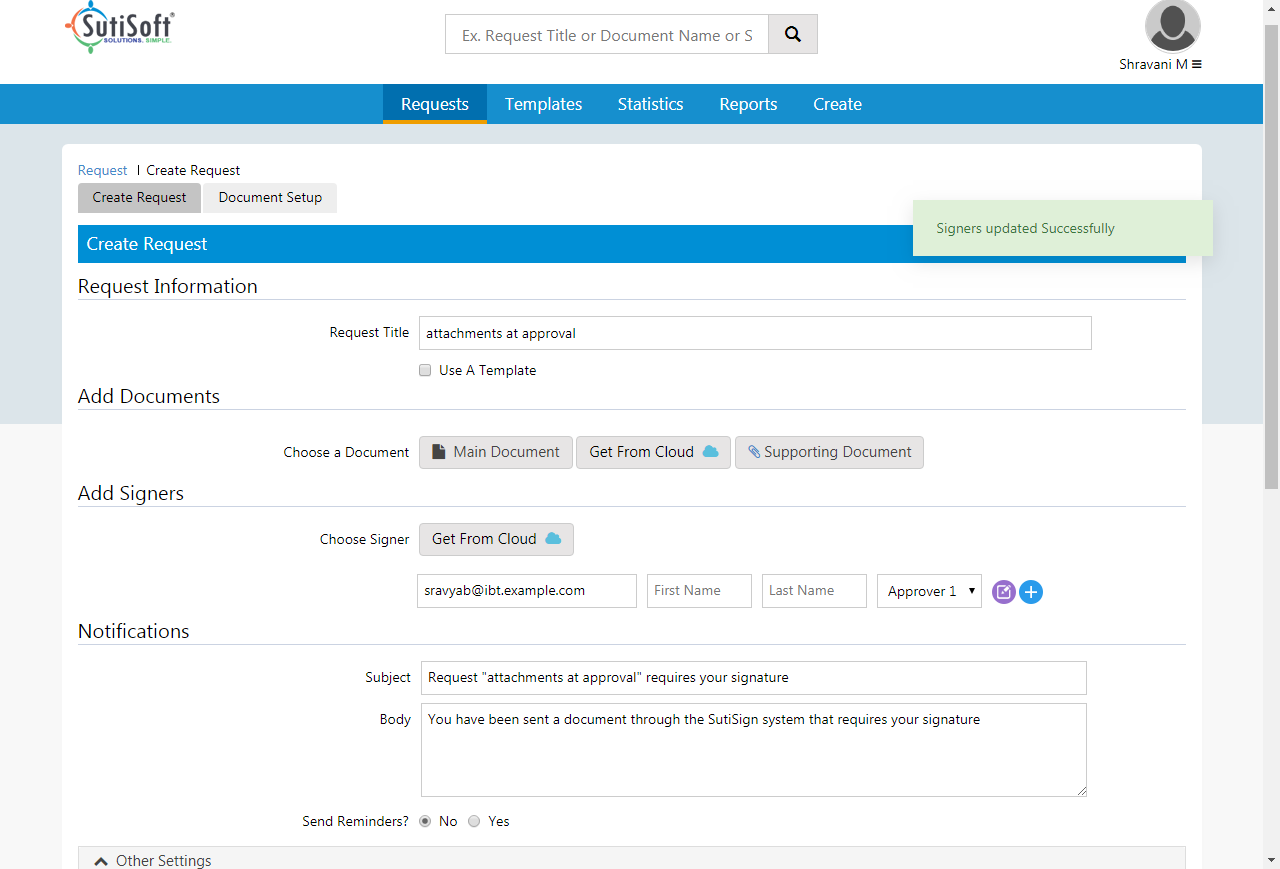 SutiSoft®
SOLUTIONS. SIMPLE.
Ex. Request Title or Document Name or S
Shravani M
Requests Templates Statistics Reports Create
Request | Create Request
Create Request Document Setup
Signers updated Successfully
Create Request
Request Information
Request Title attachments at approval
Use A Template
Add Documents
Choose a Document Main Document Get From Cloud Supporting Document
Add Signers
Choose Signer Get From Cloud
sravyab@ibt.example.com First Name Last Name Approver 1
Notifications
Subject Request "attachments at approval" requires your signature
Body You have been sent a document through the SutiSign system that requires your signature
Send Reminders? No Yes
Other Settings